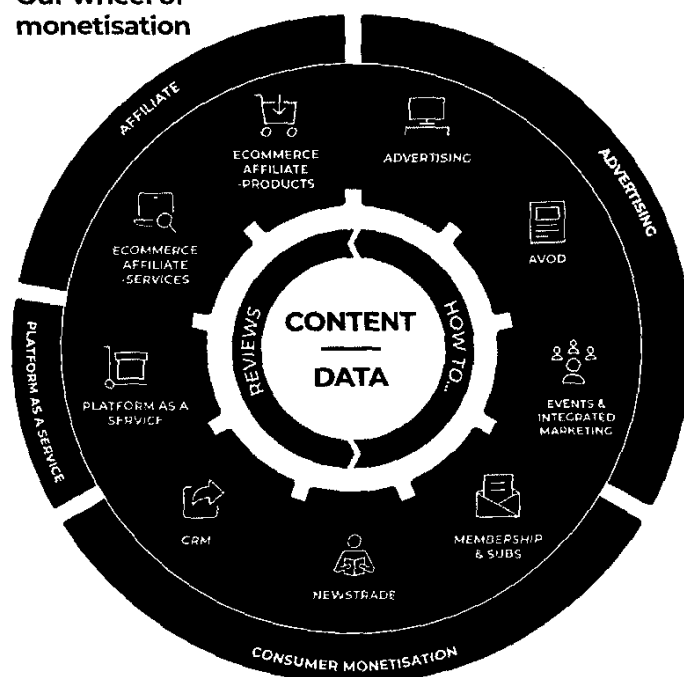 Our wheel of
monetisation
AFFILIATE
ADVERTISING
PLATFORM AS A SERVICE
CONSUMER MONETISATION
ECOMMERCE
AFFILIATE
-PRODUCTS
ADVERTISING
ECOMMERCE
AFFILIATE
-SERVICES
AVOD
REVIEWS
CONTENT
DATA
HOW TO...
PLATFORM AS A
SERVICE
EVENTS &
INTEGRATED
MARKETING
CRM
MEMBERSHIP
& SUBS
NEWSTRADE